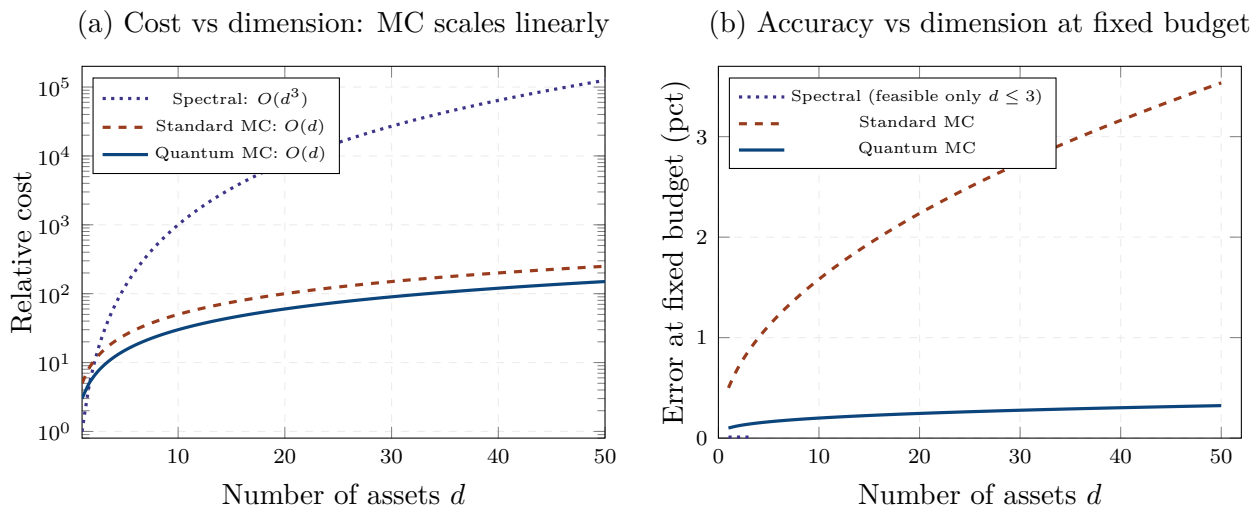 (a) Cost vs dimension: MC scales linearly
10^5
10^4
10^3
10^2
10^1
10^0
Relative cost
Spectral: O(d^3)
Standard MC: O(d)
Quantum MC: O(d)
10 20 30 40 50
Number of assets d
(b) Accuracy vs dimension at fixed budget
3
2
1
0
Error at fixed budget (pct)
Spectral (feasible only d ≤ 3)
Standard MC
Quantum MC
0 10 20 30 40 50
Number of assets d